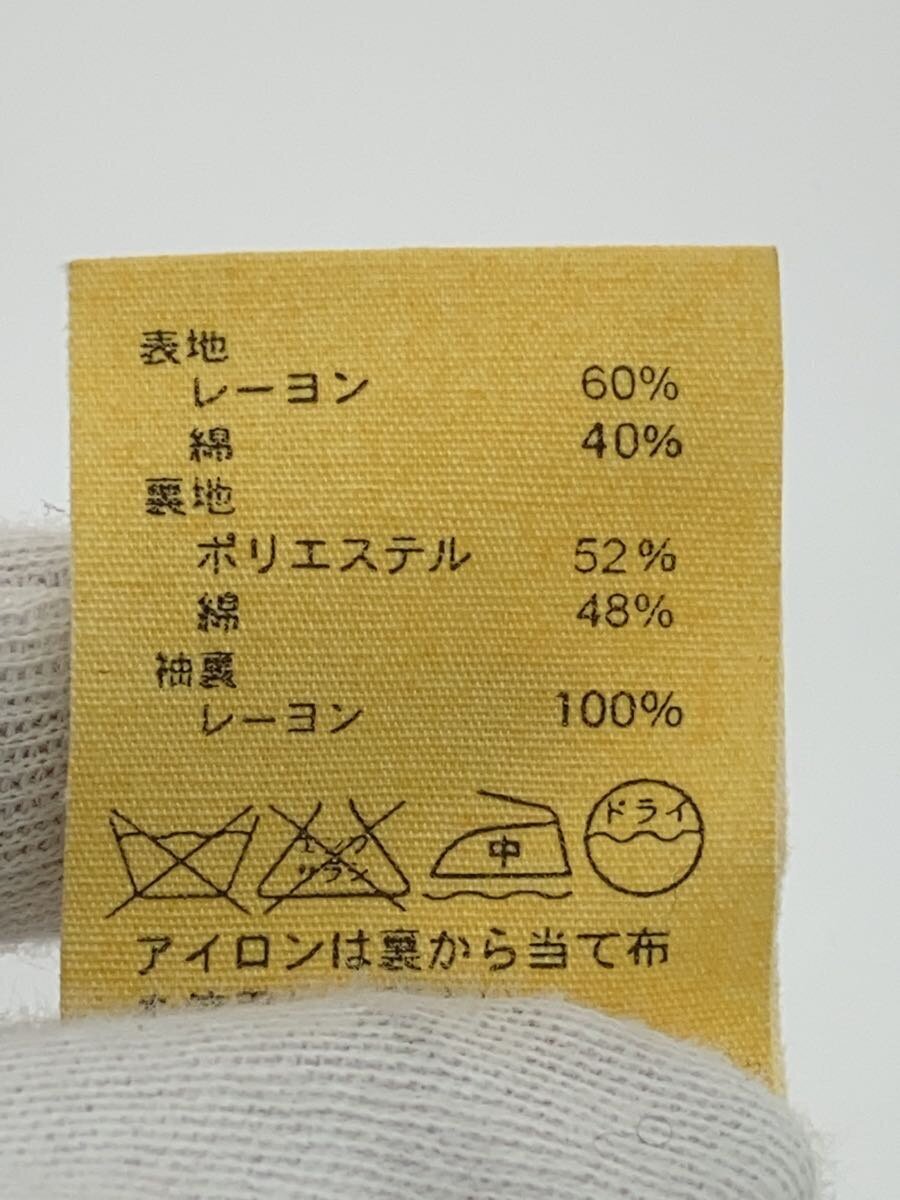 表地
レーヨン 60%
綿 40%
裏地
ポリエステル 52%
綿 48%
袖裏
レーヨン 100%
エンソ サラシ 中 ドライ
アイロンは裏から当て布